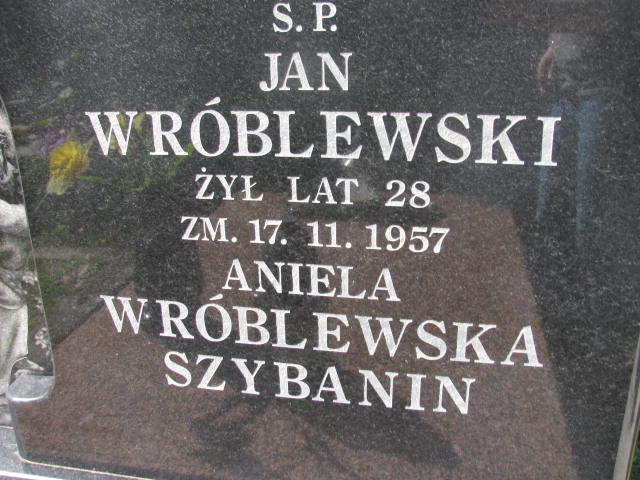 S.P.
JAN
WRÓBLEWSKI
ŻYŁ LAT 28
ZM. 17. 11. 1957
ANIELA
WRÓBLEWSKA
SZYBANIN